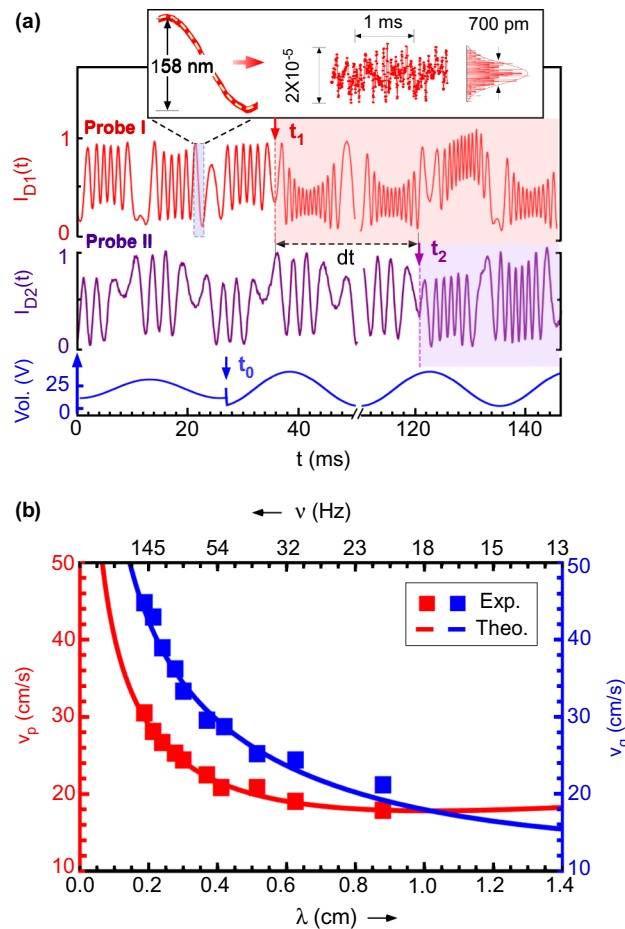 (a)
1 ms
700 pm
158 nm
2X10⁻⁵
Probe I
t₁
1
0
I_D1(t)
Probe II
dt
t₂
1
0
I_D2(t)
t₀
25
0
Vol. (V)
0 20 40 120 140
t (ms)
(b)
ν (Hz)
145 54 32 23 18 15 13
50
40
30
20
10
v_p (cm/s)
Exp.
Theo.
50
40
30
20
10
v_g (cm/s)
0.0 0.2 0.4 0.6 0.8 1.0 1.2 1.4
λ (cm)